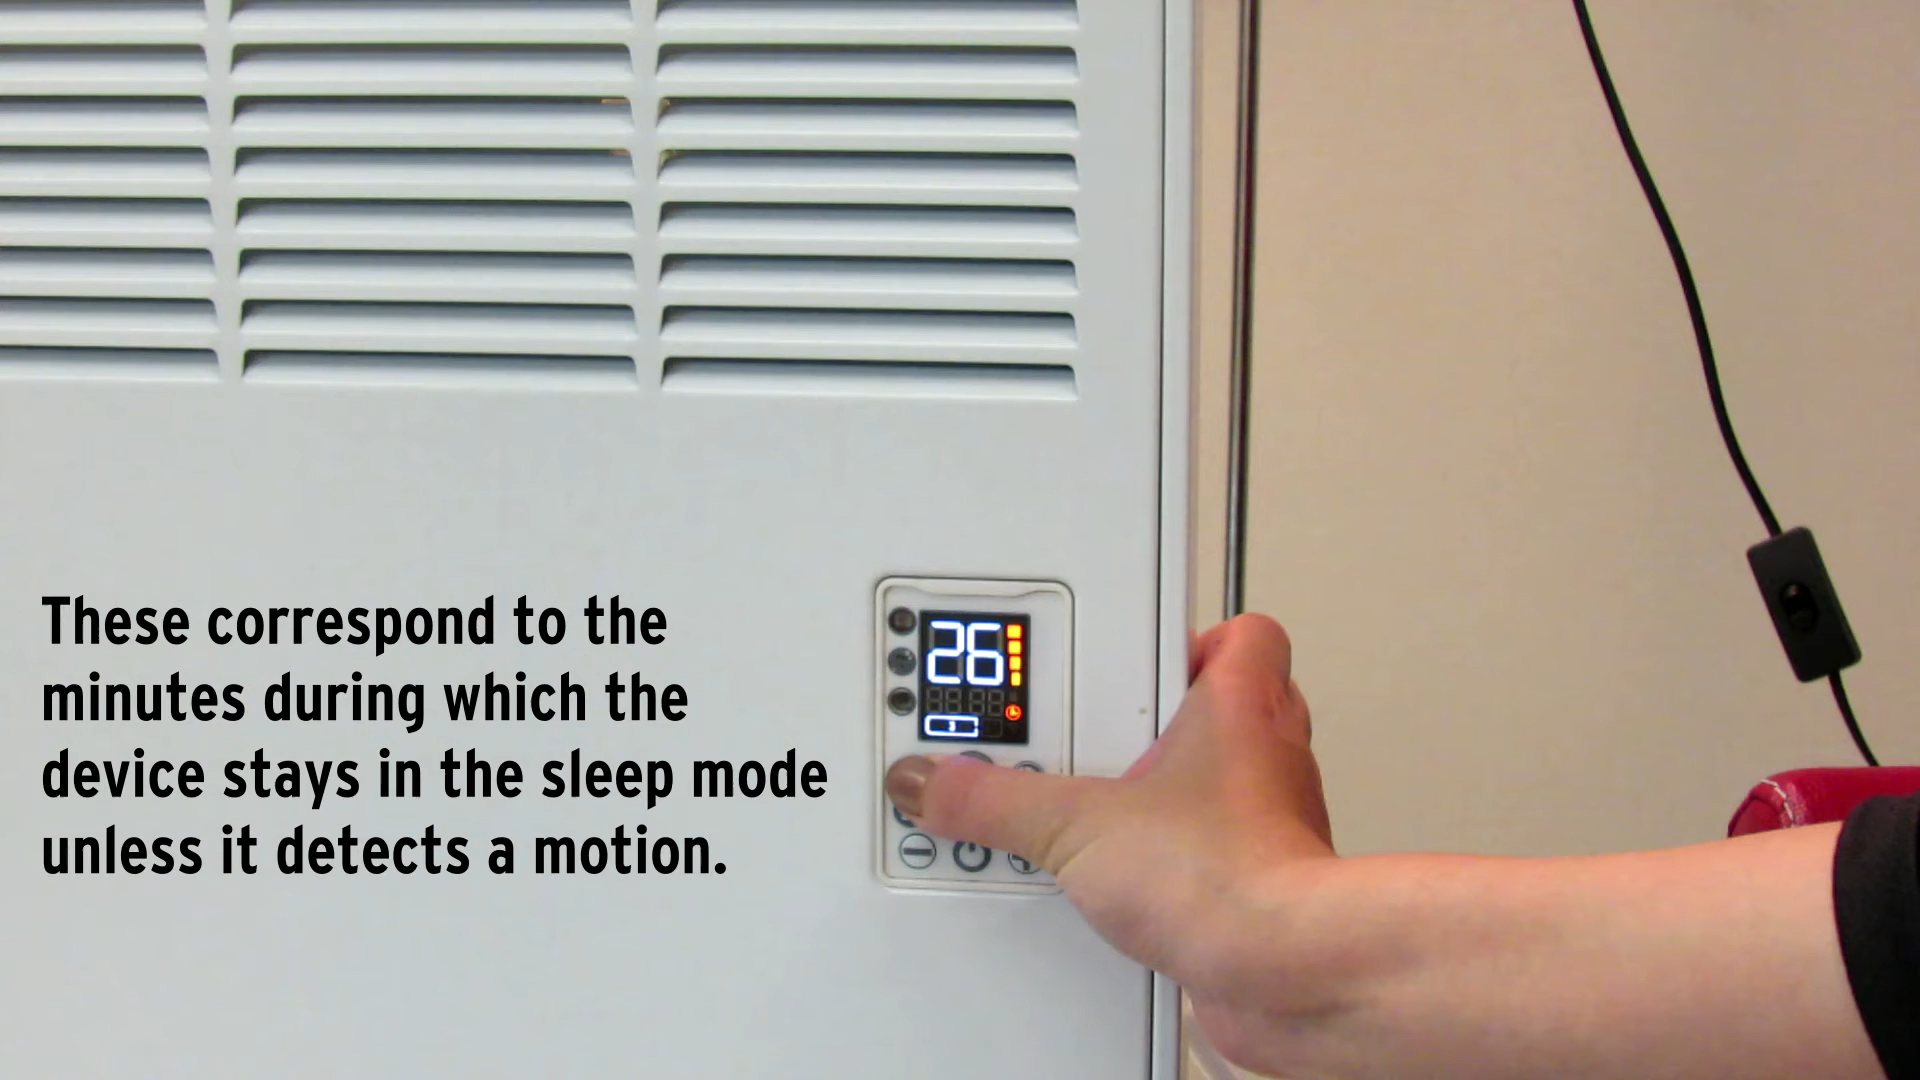 These correspond to the
minutes during which the
device stays in the sleep mode
unless it detects a motion.
26
3